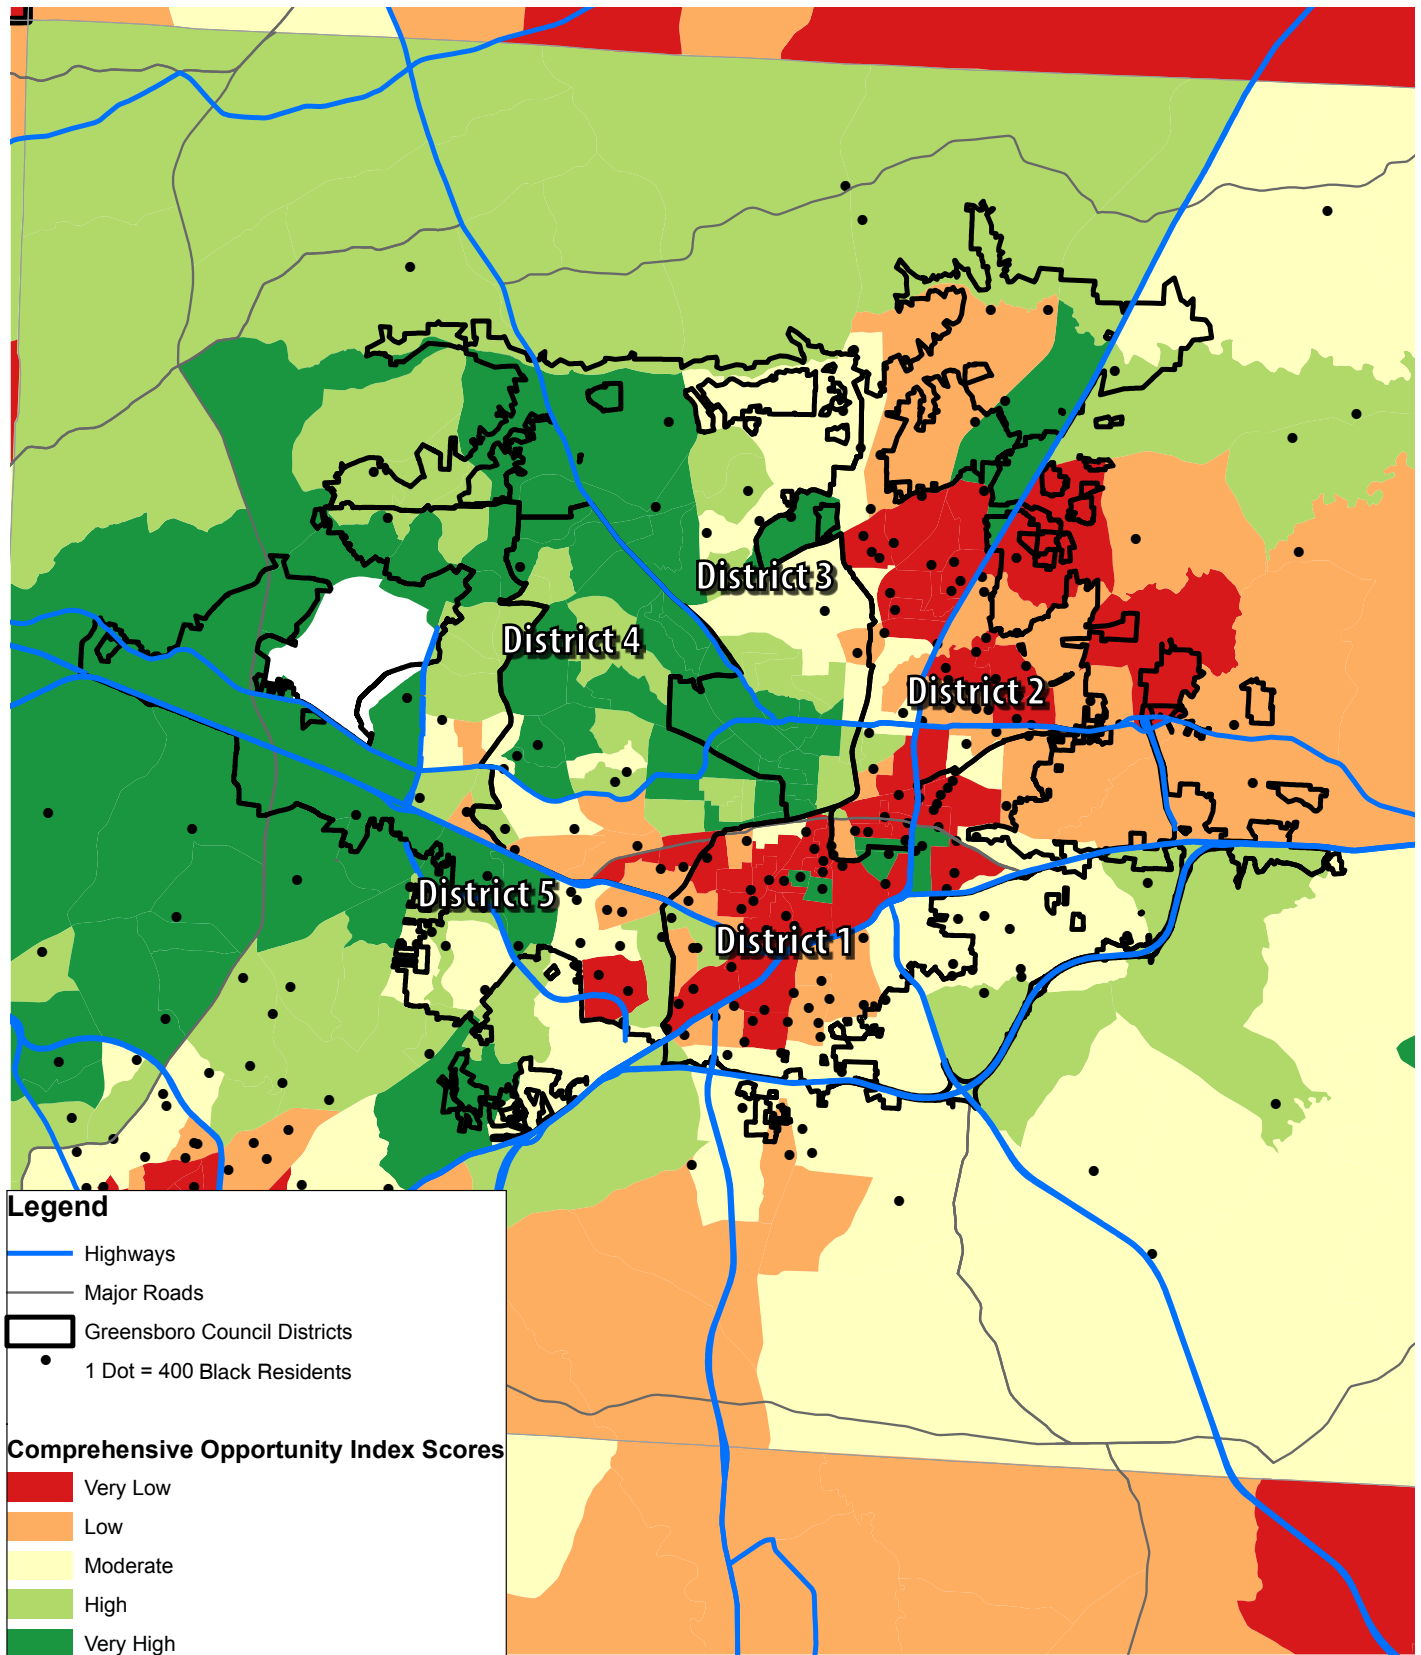 District 3
District 4
District 2
District 5
District 1
Legend
Highways
Major Roads
Greensboro Council Districts
1 Dot = 400 Black Residents
Comprehensive Opportunity Index Scores
Very Low
Low
Moderate
High
Very High